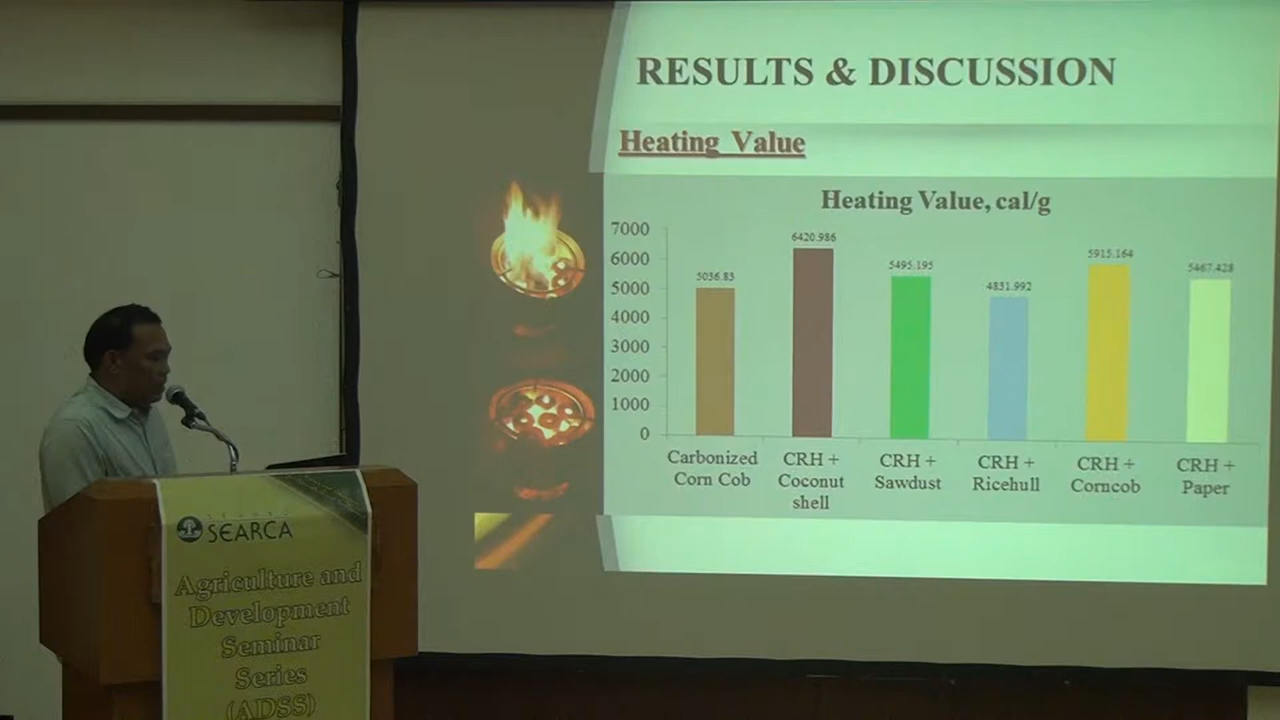 RESULTS & DISCUSSION
Heating Value
Heating Value, cal/g
7000
6000
5000
4000
3000
2000
1000
0
5036.83
6420.986
5495.195
4831.992
5915.164
5467.428
Carbonized
Corn Cob
CRH +
Coconut
shell
CRH +
Sawdust
CRH +
Ricehull
CRH +
Corncob
CRH +
Paper
SEARCA
Agriculture and
Development
Seminar
Series
(ADSS)